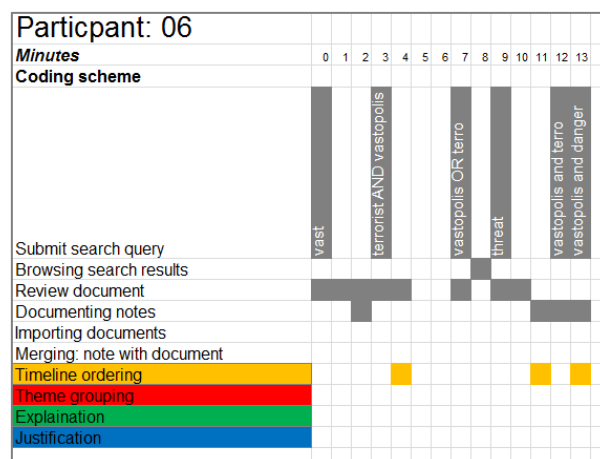 Particpant: 06
Minutes 0 1 2 3 4 5 6 7 8 9 10 11 12 13
Coding scheme
Submit search query vast terrorist AND vastopolis vastopolis OR terro threat vastopolis and terro vastopolis and danger
Browsing search results
Review document
Documenting notes
Importing documents
Merging: note with document
Timeline ordering
Theme grouping
Explaination
Justification